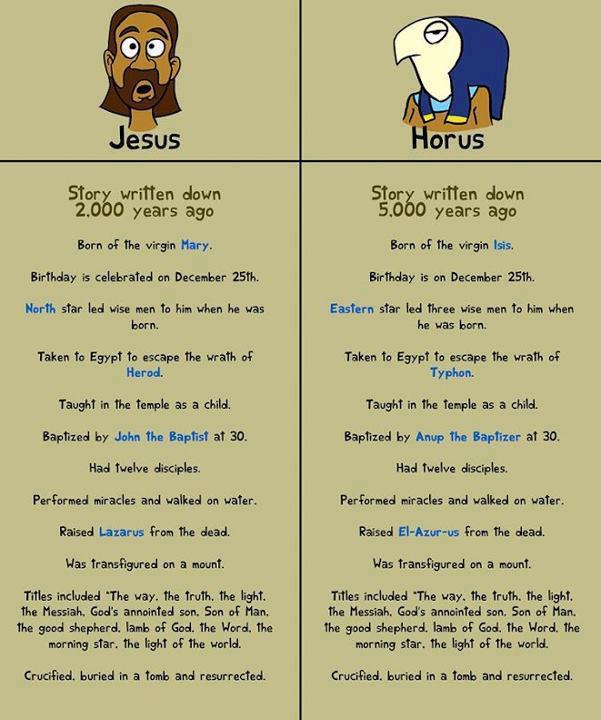 Jesus
Story written down
2,000 years ago
Born of the virgin Mary.
Birthday is celebrated on December 25th.
North star led wise men to him when he was
born.
Taken to Egypt to escape the wrath of
Herod.
Taught in the temple as a child.
Baptized by John the Baptist at 30.
Had twelve disciples.
Performed miracles and walked on water.
Raised Lazarus from the dead.
Was transfigured on a mount.
Titles included "The way, the truth, the light,
the Messiah, God's annointed son, Son of Man,
the good shepherd, lamb of God, the Word, the
morning star, the light of the world.
Crucified, buried in a tomb and resurrected.
Horus
Story written down
5,000 years ago
Born of the virgin Isis.
Birthday is on December 25th.
Eastern star led three wise men to him when
he was born.
Taken to Egypt to escape the wrath of
Typhon.
Taught in the temple as a child.
Baptized by Anup the Baptizer at 30.
Had twelve disciples.
Performed miracles and walked on water.
Raised El-Azur-us from the dead.
Was transfigured on a mount.
Titles included "The way, the truth, the light,
the Messiah, God's annointed son, Son of Man,
the good shepherd, lamb of God, the Word, the
morning star, the light of the world.
Crucified, buried in a tomb and resurrected.